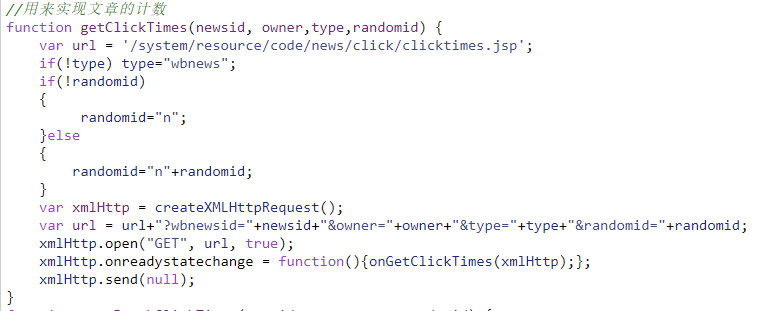 //用来实现文章的计数
function getClickTimes(newsid, owner,type,randomid) {
    var url = '/system/resource/code/news/click/clicktimes.jsp';
    if(!type) type="wbnews";
    if(!randomid)
    {
         randomid="n";
    }else
    {
        randomid="n"+randomid;
    }
    var xmlHttp = createXMLHttpRequest();
    var url = url+"?wbnewsid="+newsid+"&owner="+owner+"&type="+type+"&randomid="+randomid;
    xmlHttp.open("GET", url, true);
    xmlHttp.onreadystatechange = function(){onGetClickTimes(xmlHttp);};
    xmlHttp.send(null);
}